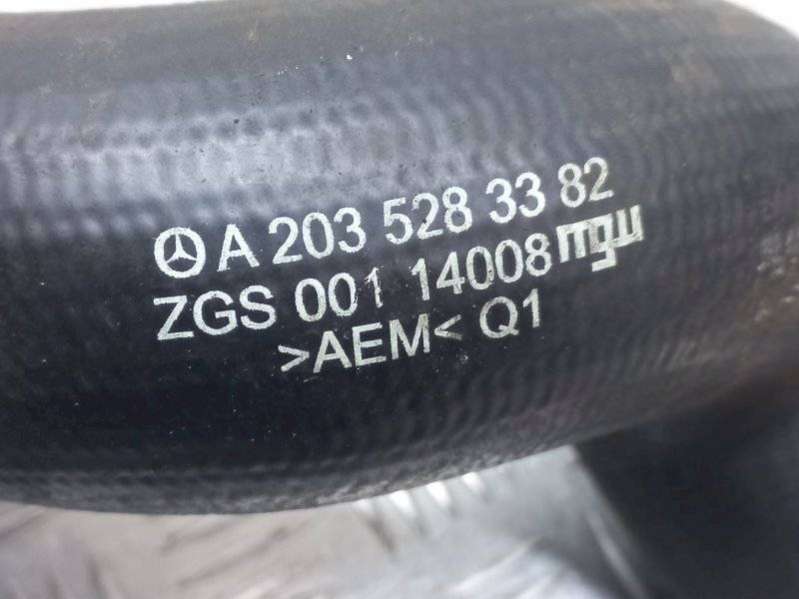 A 203 528 33 82
ZGS 001 14008 mgu
>AEM< Q1